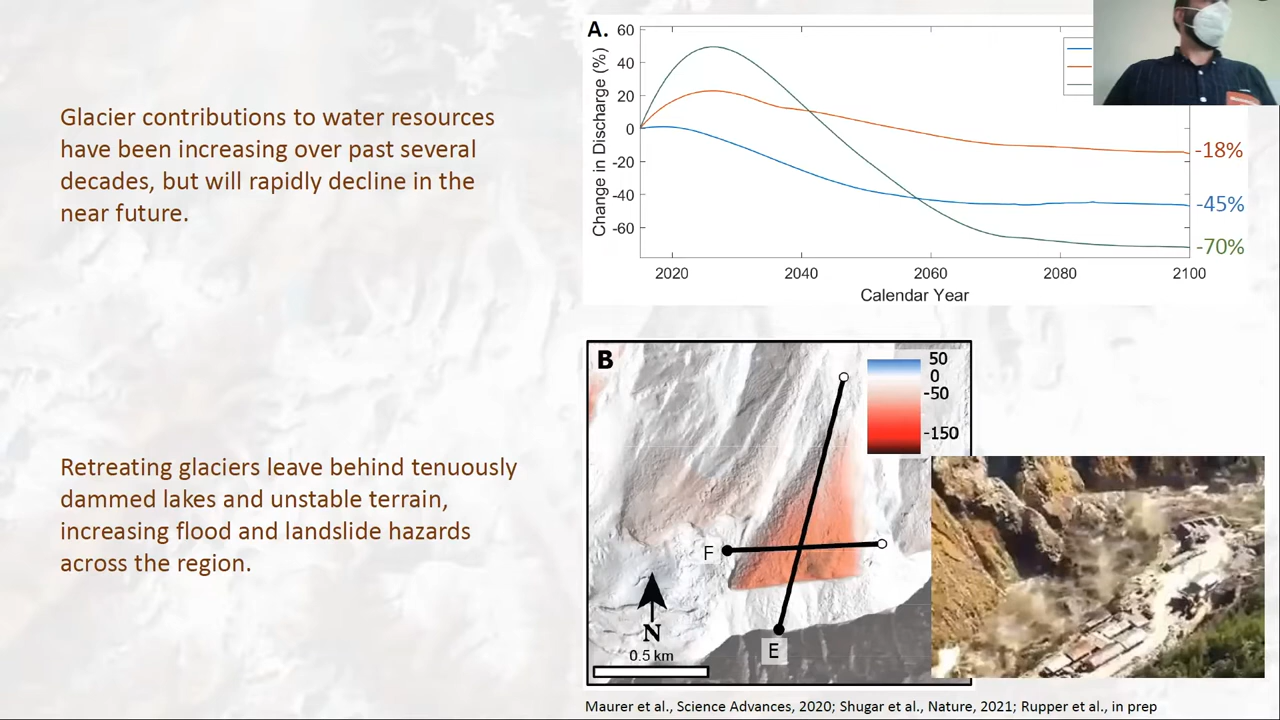 Glacier contributions to water resources
have been increasing over past several
decades, but will rapidly decline in the
near future.
A.
Change in Discharge (%)
60
40
20
0
-20
-40
-60
2020 2040 2060 2080 2100
Calendar Year
-18%
-45%
-70%
Retreating glaciers leave behind tenuously
dammed lakes and unstable terrain,
increasing flood and landslide hazards
across the region.
B
50
0
-50
-150
F
E
N
0.5 km
Maurer et al., Science Advances, 2020; Shugar et al., Nature, 2021; Rupper et al., in prep